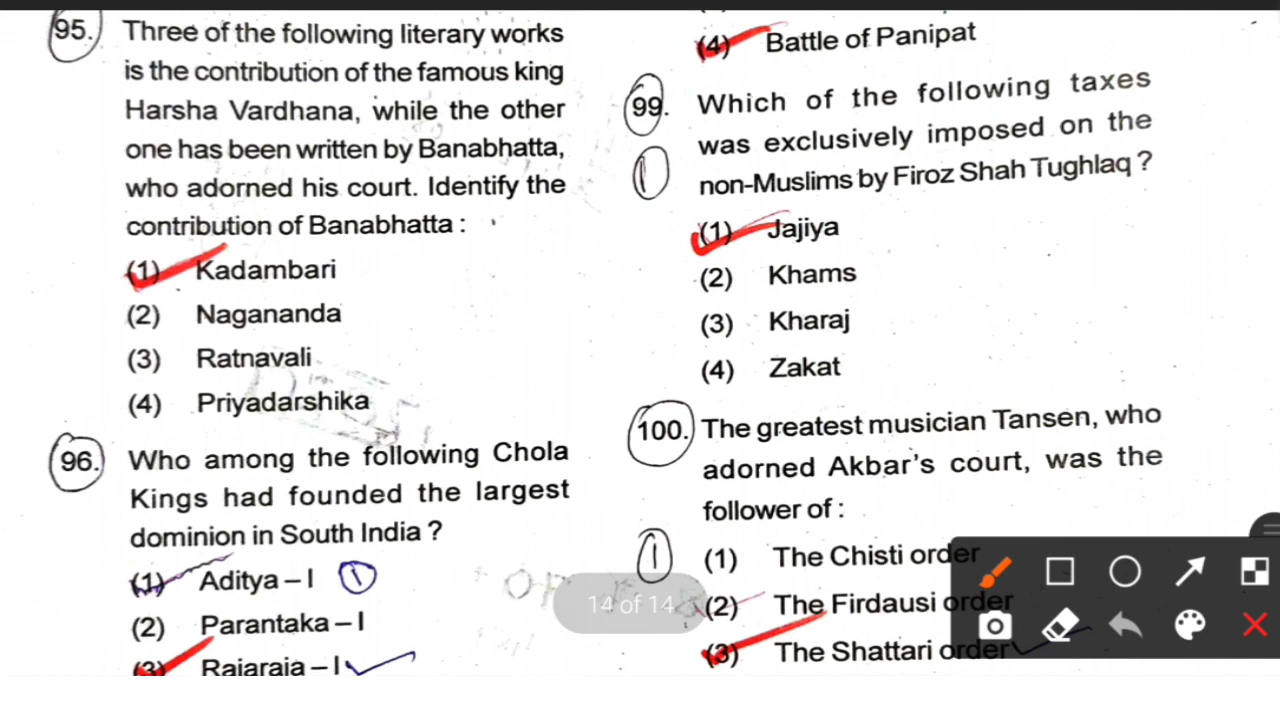 95. Three of the following literary works
is the contribution of the famous king
Harsha Vardhana, while the other
one has been written by Banabhatta,
who adorned his court. Identify the
contribution of Banabhatta :
(1) Kadambari
(2) Nagananda
(3) Ratnavali
(4) Priyadarshika
96. Who among the following Chola
Kings had founded the largest
dominion in South India ?
(1) Aditya – I
(2) Parantaka – I
(3) Rajaraja – I
(4) Battle of Panipat
99. Which of the following taxes
was exclusively imposed on the
non-Muslims by Firoz Shah Tughlaq ?
(1) Jajiya
(2) Khams
(3) Kharaj
(4) Zakat
100. The greatest musician Tansen, who
adorned Akbar's court, was the
follower of :
(1) The Chisti order
(2) The Firdausi order
(3) The Shattari order
14 of 14